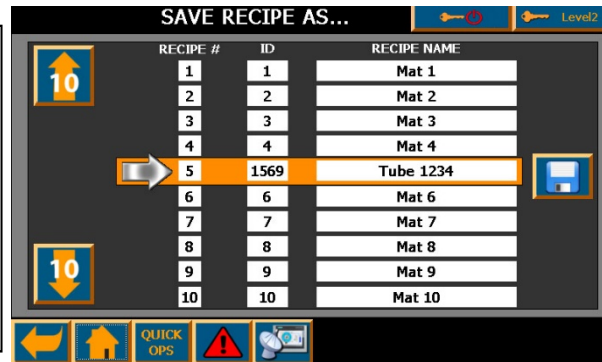 SAVE RECIPE AS...
Level2
RECIPE # ID RECIPE NAME
10
1 1 Mat 1
2 2 Mat 2
3 3 Mat 3
4 4 Mat 4
5 1569 Tube 1234
6 6 Mat 6
7 7 Mat 7
8 8 Mat 8
10
9 9 Mat 9
10 10 Mat 10
QUICK
OPS